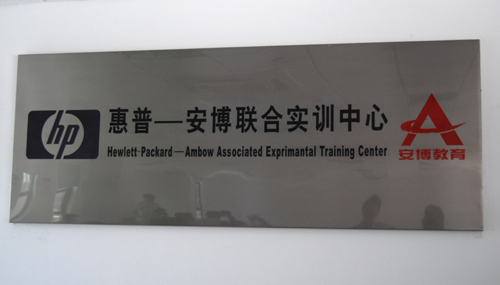 hp
惠普—安博联合实训中心
Hewlett-Packard—Ambow Associated Exprimantal Training Center
安博教育